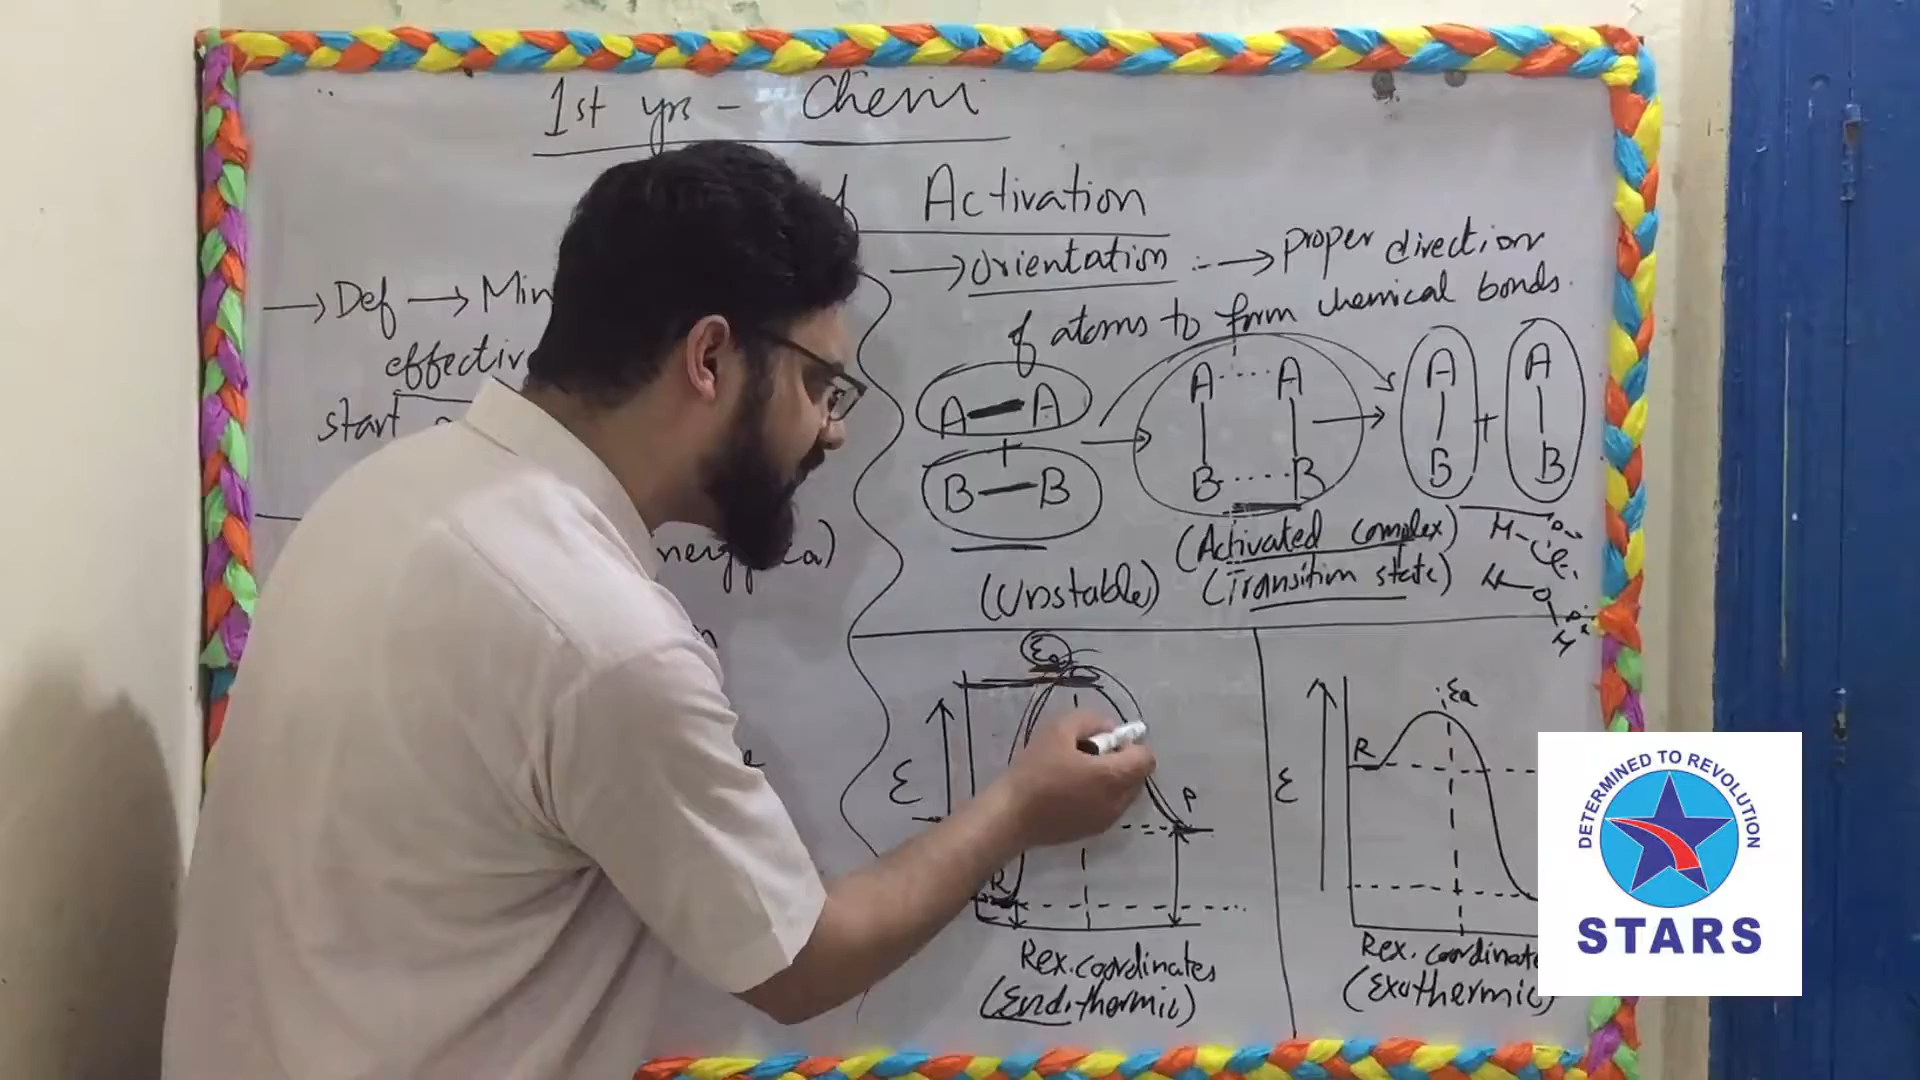 1st yrs - Chem
Activation
→ Def → Min
effectiv
start
→ Orientation :- → proper direction
of atoms to form chemical bonds.
A — A
+
B — B
A ···· A
B ···· B
A
B
+
A
B
(Activated complex)
(Unstable)
(Transition state)
Ea
E
R
P
Rex. coordinates
(Endothermic)
Ea
E
R
Rex. coordinate
(Exothermic)
DETERMINED TO REVOLUTION
STARS